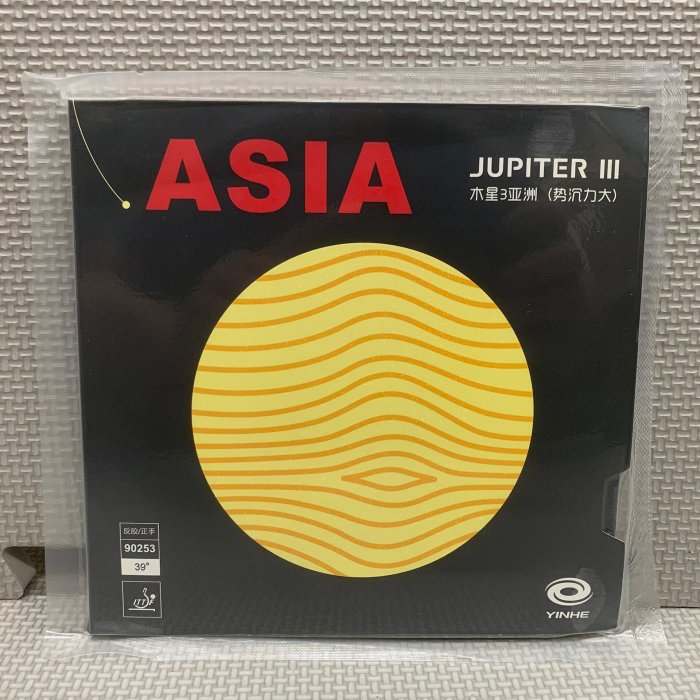 ASIA
JUPITER III
木星3亚洲 (势沉力大)
反胶/正手
90253
39°
ITTF
YINHE